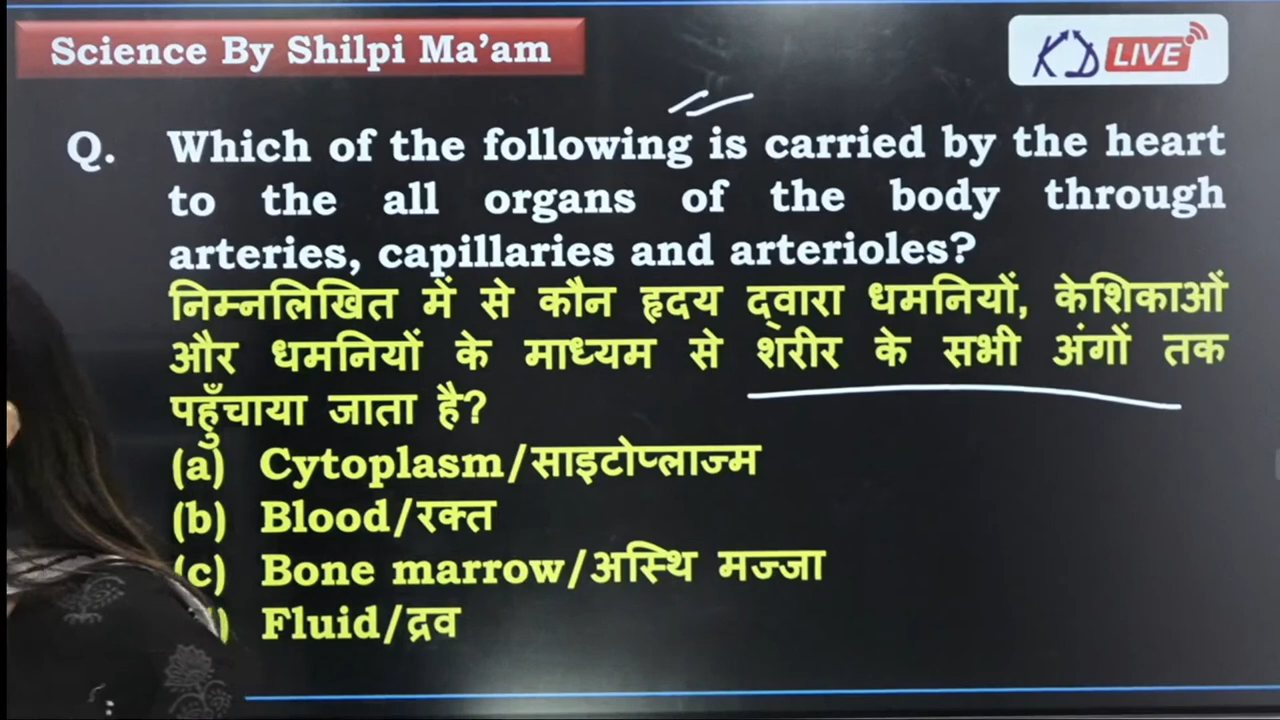 Science By Shilpi Ma'am
KD LIVE
Q. Which of the following is carried by the heart
to the all organs of the body through
arteries, capillaries and arterioles?
निम्नलिखित में से कौन हृदय द्वारा धमनियों, केशिकाओं
और धमनियों के माध्यम से शरीर के सभी अंगों तक
पहुँचाया जाता है?
(a) Cytoplasm/साइटोप्लाज्म
(b) Blood/रक्त
(c) Bone marrow/अस्थि मज्जा
) Fluid/द्रव